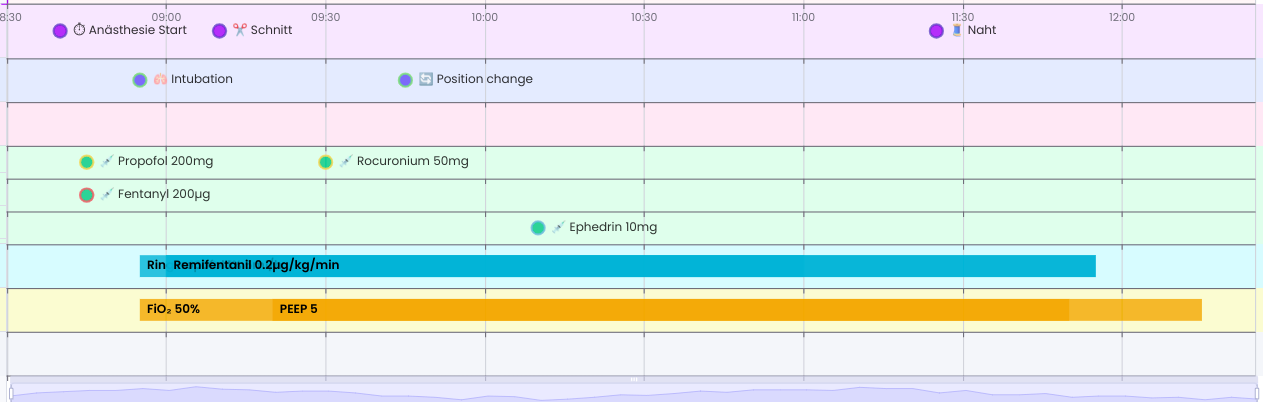 8:30 09:00 09:30 10:00 10:30 11:00 11:30 12:00
Anästhesie Start Schnitt Naht
Intubation Position change
Propofol 200mg Rocuronium 50mg
Fentanyl 200µg
Ephedrin 10mg
Rin Remifentanil 0.2µg/kg/min
FiO₂ 50% PEEP 5